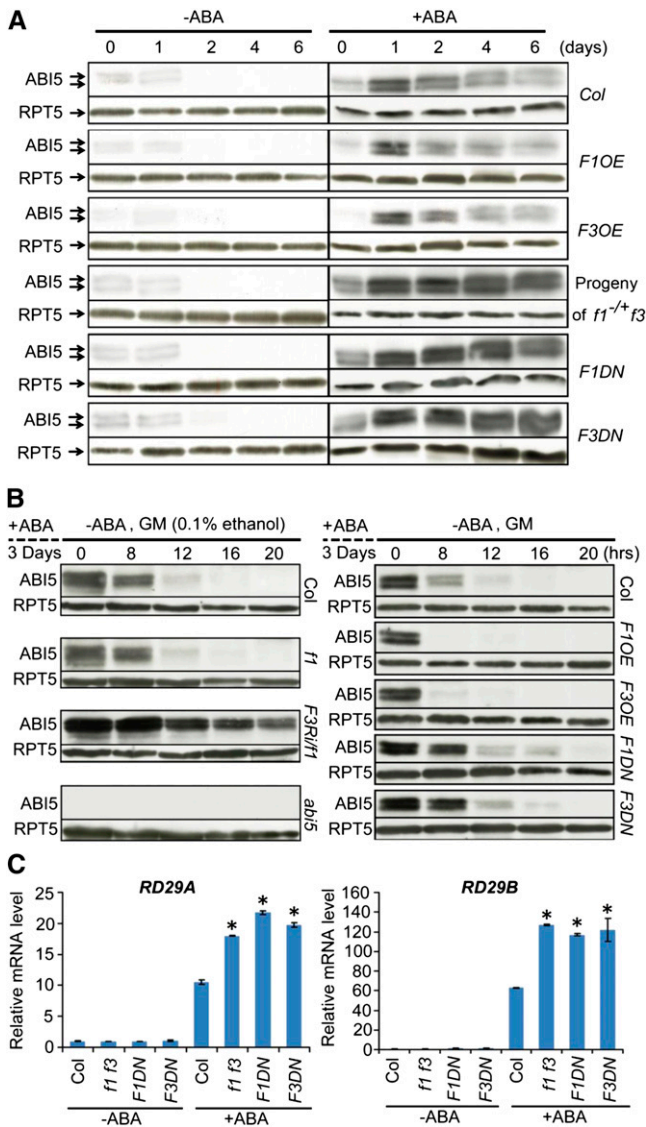 A
-ABA +ABA
0 1 2 4 6 0 1 2 4 6 (days)
ABI5
RPT5
Col
ABI5
RPT5
F1OE
ABI5
RPT5
F3OE
ABI5
RPT5
Progeny
of f1-/+f3
ABI5
RPT5
F1DN
ABI5
RPT5
F3DN
B
+ABA -ABA , GM (0.1% ethanol)
3 Days 0 8 12 16 20
ABI5
RPT5
Col
ABI5
RPT5
f1
ABI5
RPT5
F3Ri/f1
ABI5
RPT5
abi5
+ABA -ABA , GM
3 Days 0 8 12 16 20 (hrs)
ABI5
RPT5
Col
ABI5
RPT5
F1OE
ABI5
RPT5
F3OE
ABI5
RPT5
F1DN
ABI5
RPT5
F3DN
C
RD29A
Relative mRNA level
25
20
15
10
5
0
* * *
Col f1 f3 F1DN F3DN Col f1 f3 F1DN F3DN
-ABA +ABA
RD29B
Relative mRNA level
160
140
120
100
80
60
40
20
0
* * *
Col f1 f3 F1DN F3DN Col f1 f3 F1DN F3DN
-ABA +ABA